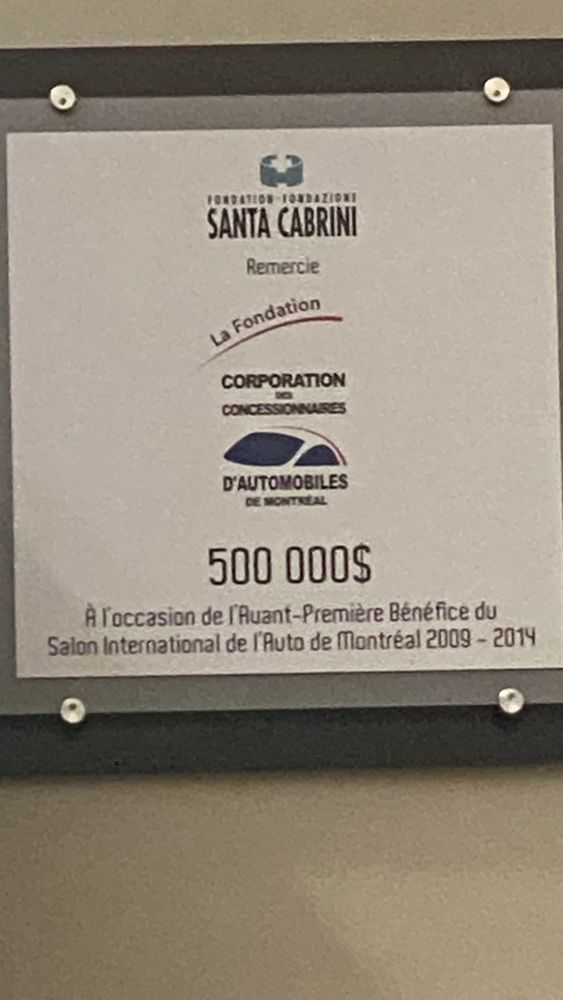 FONDATION FONDAZIONE
SANTA CABRINI
Remercie
La Fondation
CORPORATION
DES
CONCESSIONNAIRES
D'AUTOMOBILES
DE MONTRÉAL
500 000$
À l'occasion de l'Avant-Première Bénéfice du
Salon International de l'Auto de Montréal 2009 - 2014